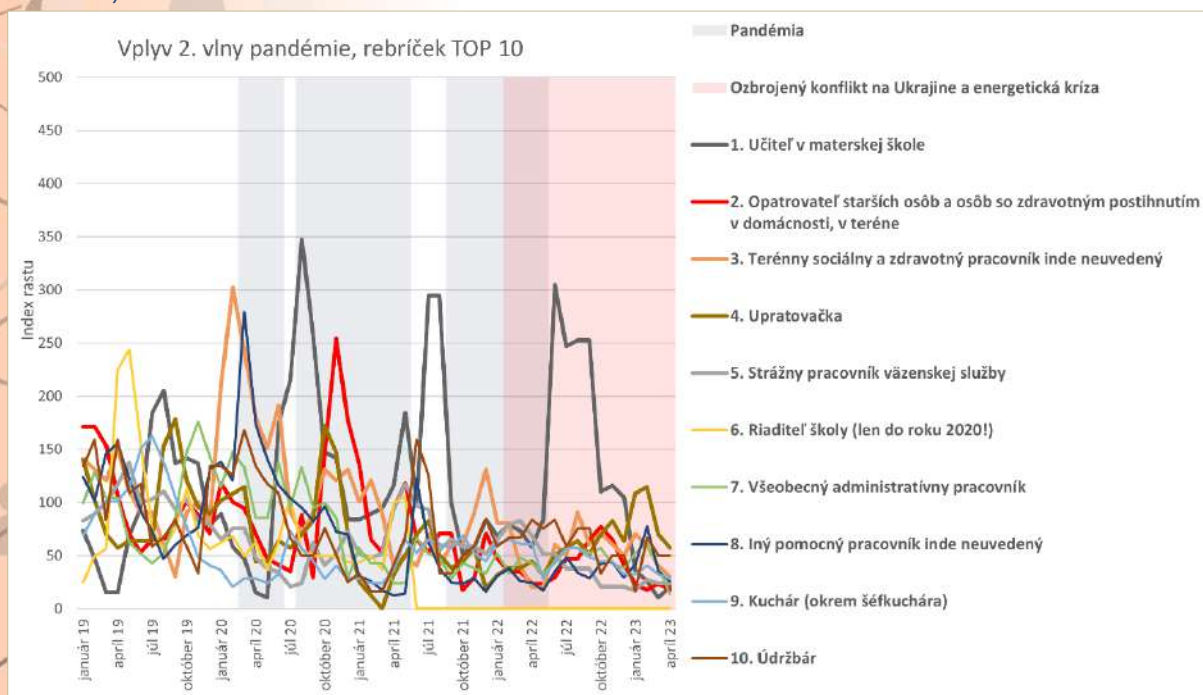 Vplyv 2. vlny pandémie, rebríček TOP 10
500
450
400
350
300
250
200
150
100
50
0
Index rastu
január 19
apríl 19
júl 19
október 19
január 20
apríl 20
júl 20
október 20
január 21
apríl 21
júl 21
október 21
január 22
apríl 22
júl 22
október 22
január 23
apríl 23
Pandémia
Ozbrojený konflikt na Ukrajine a energetická kríza
1. Učiteľ v materskej škole
2. Opatrovateľ starších osôb a osôb so zdravotným postihnutím
v domácnosti, v teréne
3. Terénny sociálny a zdravotný pracovník inde neuvedený
4. Upratovačka
5. Strážny pracovník väzenskej služby
6. Riaditeľ školy (len do roku 2020!)
7. Všeobecný administratívny pracovník
8. Iný pomocný pracovník inde neuvedený
9. Kuchár (okrem šéfkuchára)
10. Údržbár